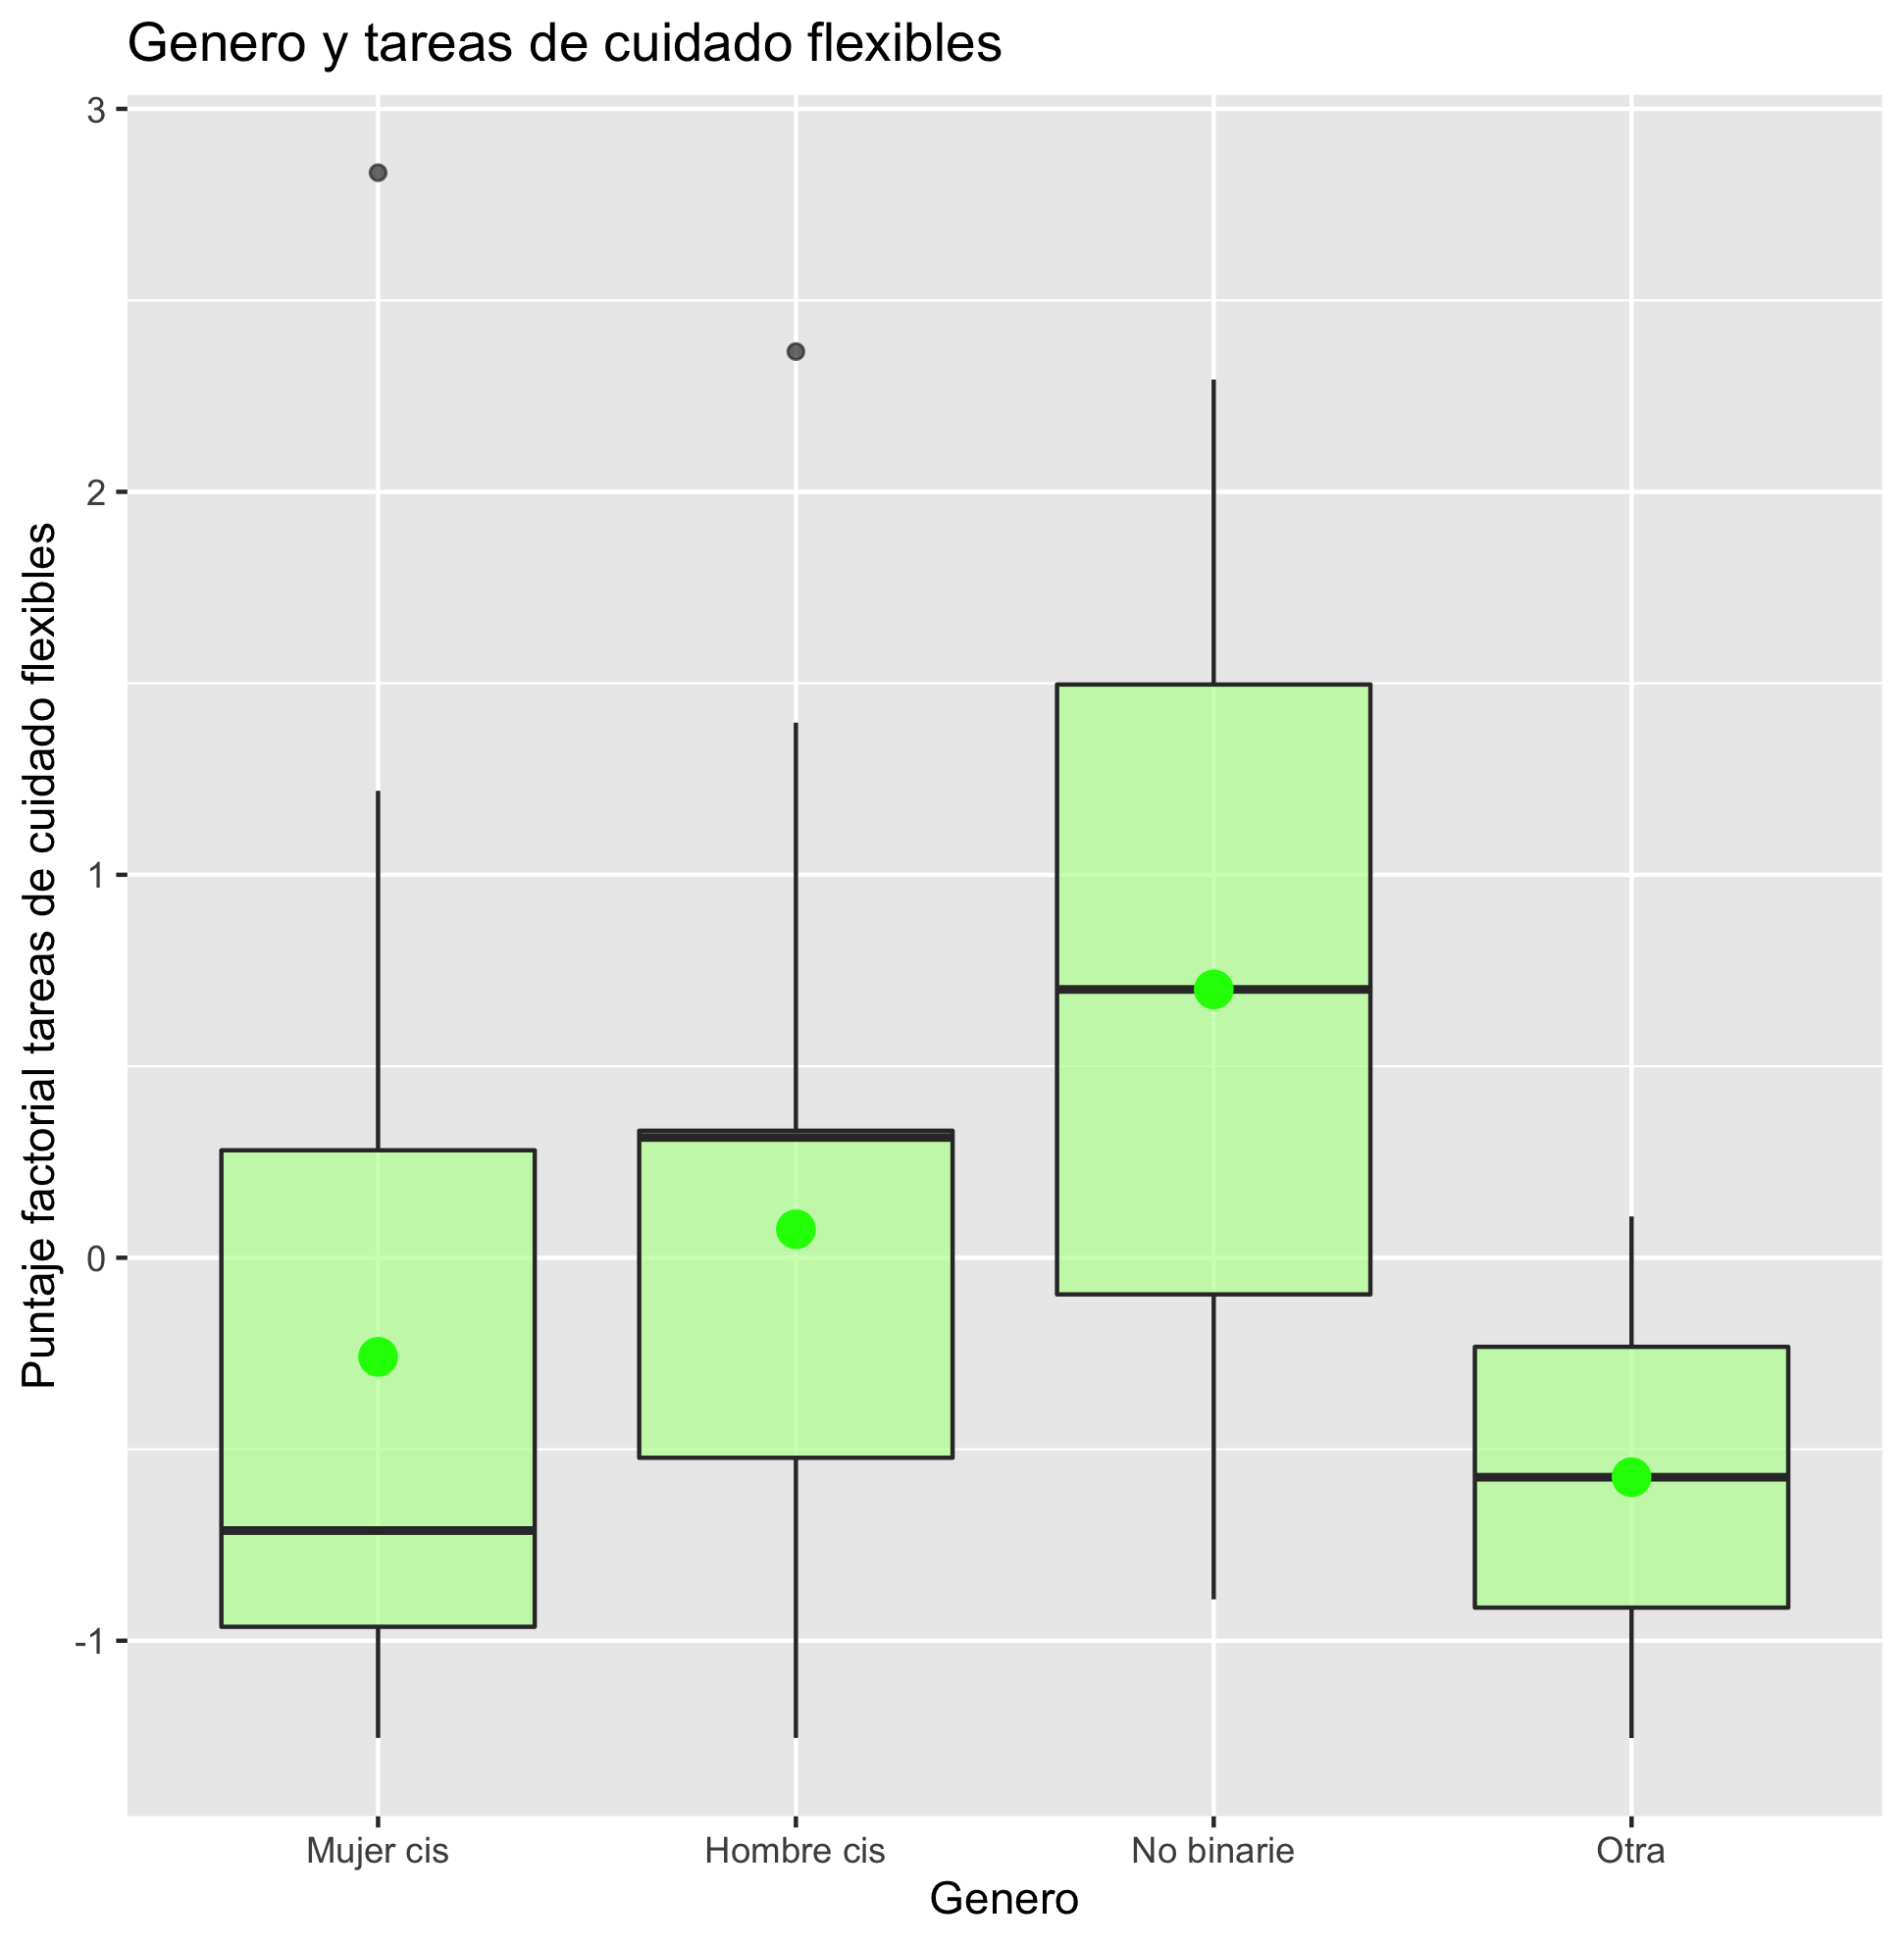 Genero y tareas de cuidado flexibles
Puntaje factorial tareas de cuidado flexibles
3
2
1
0
-1
Mujer cis
Hombre cis
No binarie
Otra
Genero